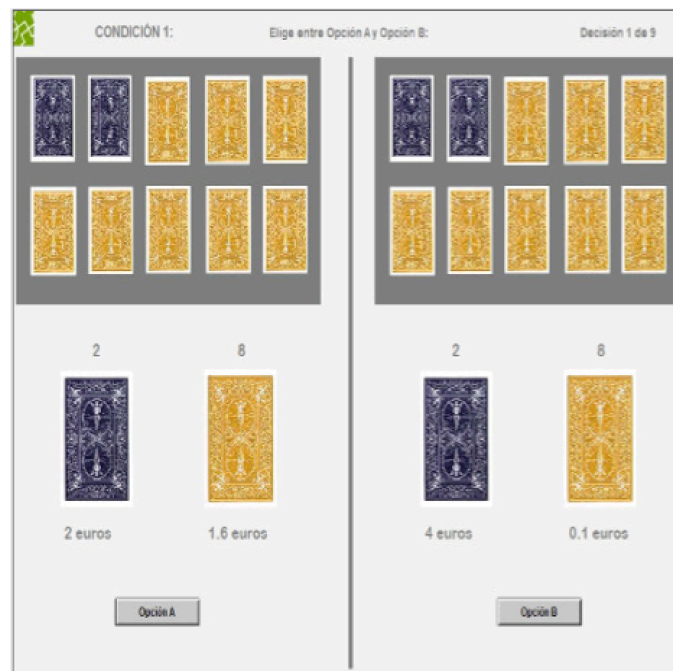 CONDICIÓN 1: Elige entre Opción A y Opción B: Decisión 1 de 9
2 8 2 8
2 euros 1.6 euros 4 euros 0.1 euros
Opción A Opción B